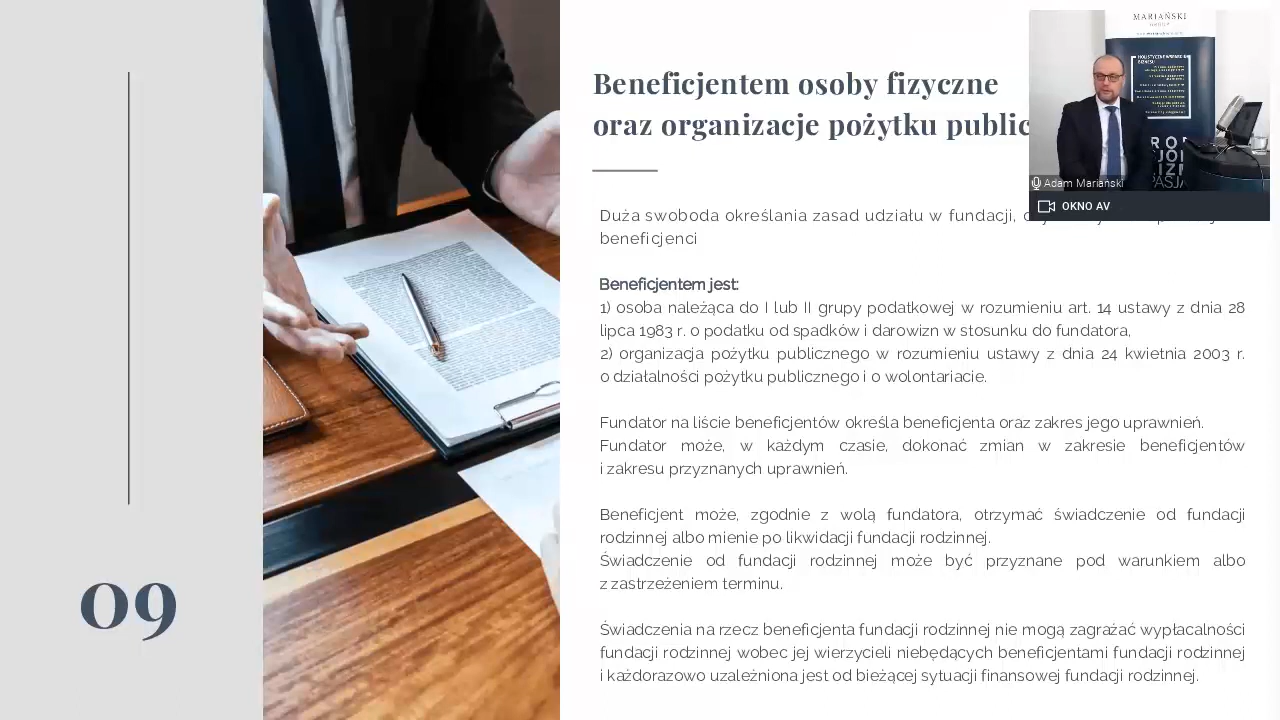 Beneficjentem osoby fizyczne
oraz organizacje pożytku public
Duża swoboda określania zasad udziału w fundacji,
beneficjenci
Beneficjentem jest:
1) osoba należąca do I lub II grupy podatkowej w rozumieniu art. 14 ustawy z dnia 28
lipca 1983 r. o podatku od spadków i darowizn w stosunku do fundatora,
2) organizacja pożytku publicznego w rozumieniu ustawy z dnia 24 kwietnia 2003 r.
o działalności pożytku publicznego i o wolontariacie.
Fundator na liście beneficjentów określa beneficjenta oraz zakres jego uprawnień.
Fundator może, w każdym czasie, dokonać zmian w zakresie beneficjentów
i zakresu przyznanych uprawnień.
Beneficjent może, zgodnie z wolą fundatora, otrzymać świadczenie od fundacji
rodzinnej albo mienie po likwidacji fundacji rodzinnej.
Świadczenie od fundacji rodzinnej może być przyznane pod warunkiem albo
z zastrzeżeniem terminu.
Świadczenia na rzecz beneficjenta fundacji rodzinnej nie mogą zagrażać wypłacalności
fundacji rodzinnej wobec jej wierzycieli niebędących beneficjentami fundacji rodzinnej
i każdorazowo uzależniona jest od bieżącej sytuacji finansowej fundacji rodzinnej.
09
MARIAŃSKI
GROUP
PASJA
Adam Mariański
OKNO AV